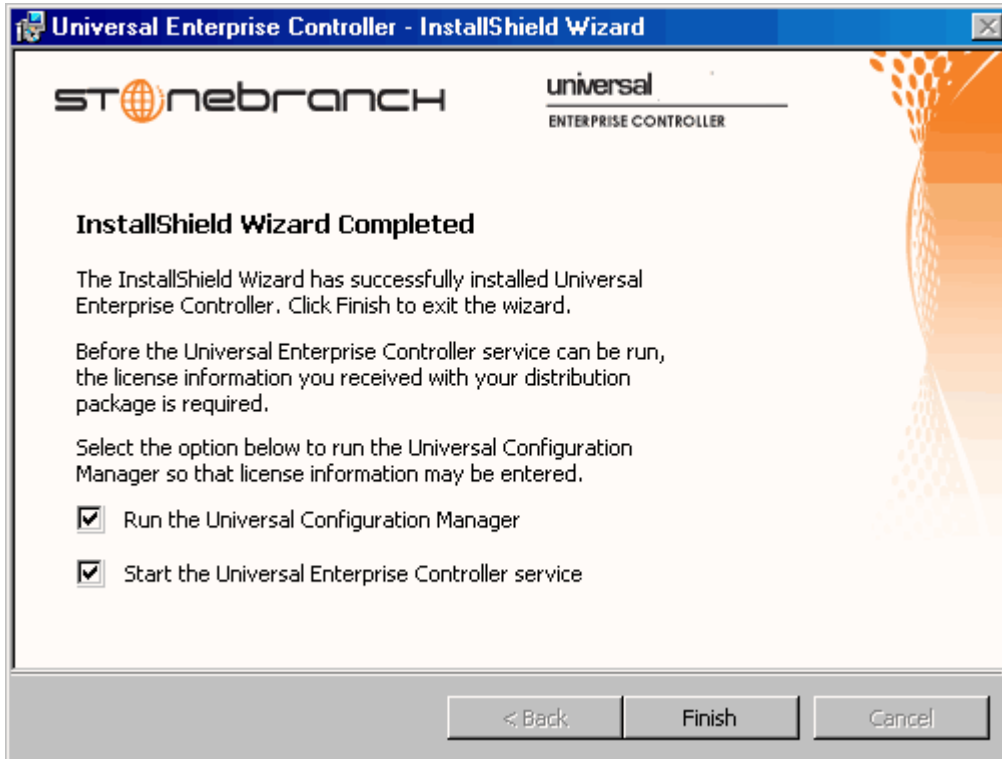 Universal Enterprise Controller - InstallShield Wizard
stonebranch
universal
ENTERPRISE CONTROLLER
InstallShield Wizard Completed
The InstallShield Wizard has successfully installed Universal
Enterprise Controller. Click Finish to exit the wizard.
Before the Universal Enterprise Controller service can be run,
the license information you received with your distribution
package is required.
Select the option below to run the Universal Configuration
Manager so that license information may be entered.
Run the Universal Configuration Manager
Start the Universal Enterprise Controller service
< Back
Finish
Cancel